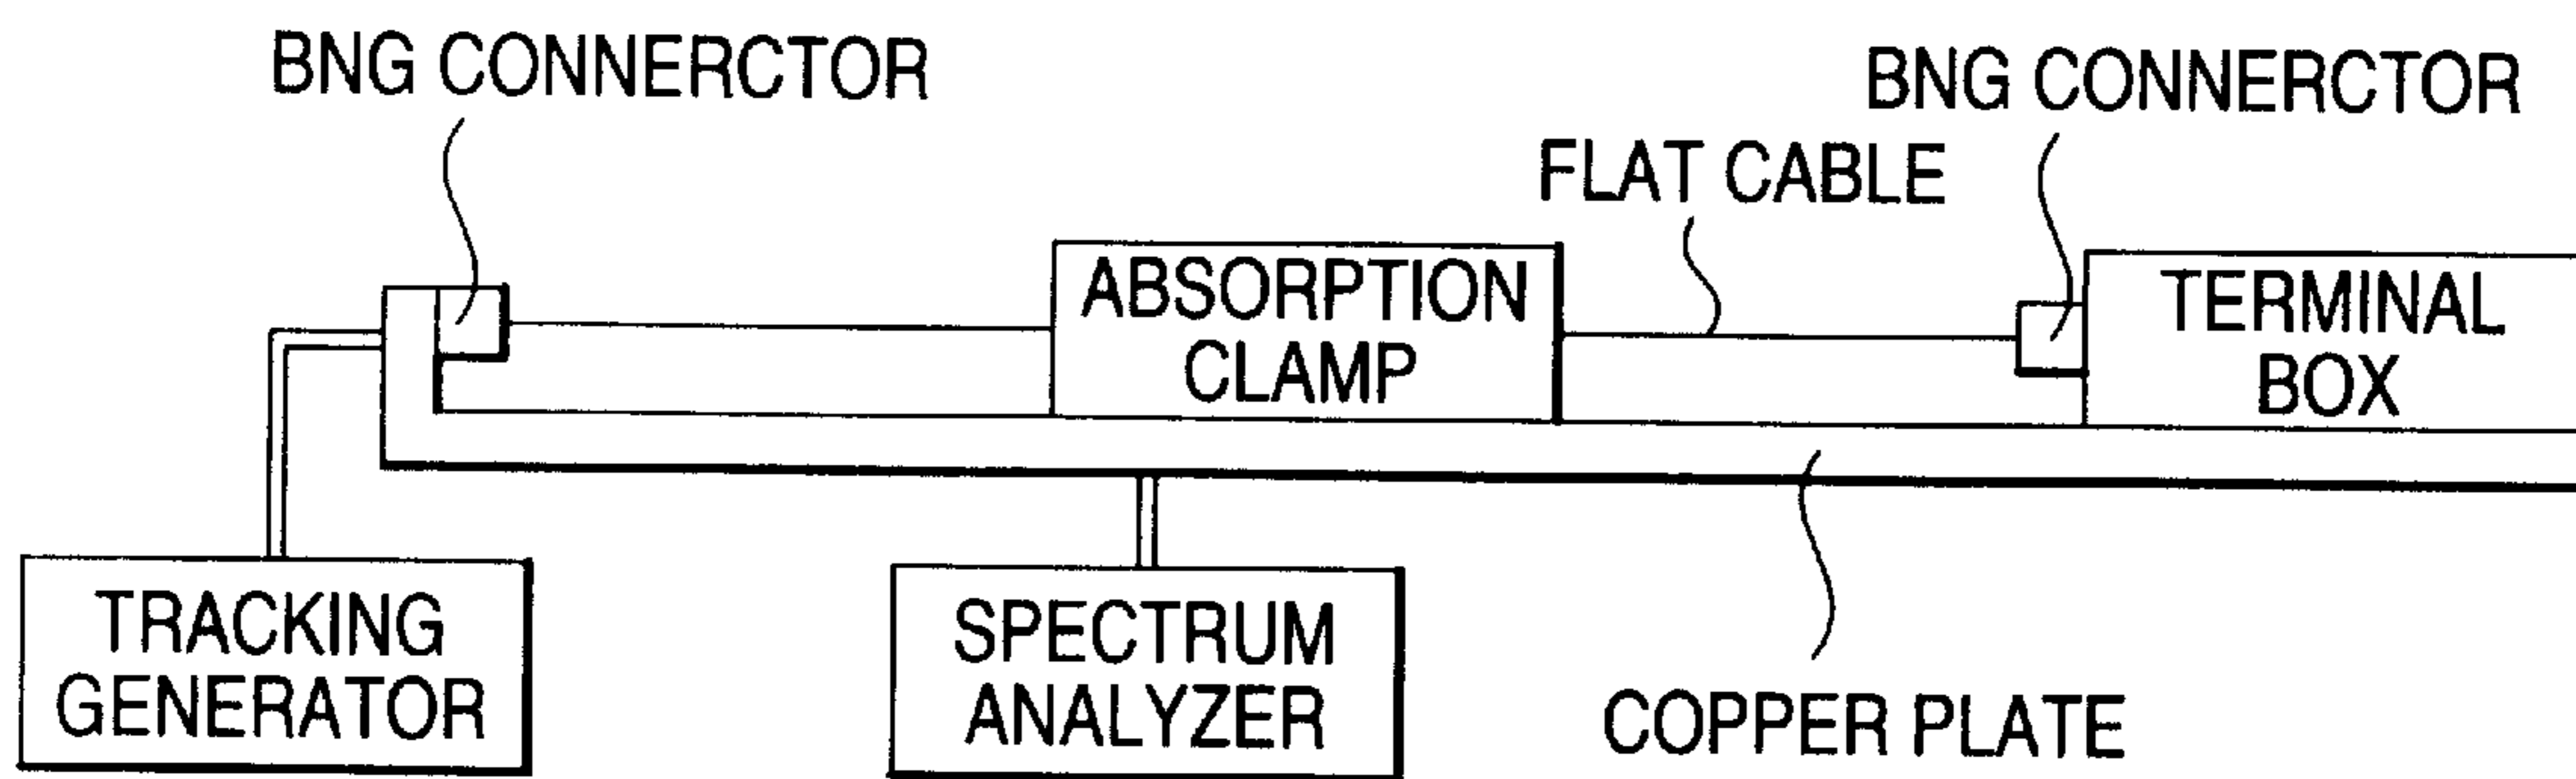 BNG CONNERCTOR
BNG CONNERCTOR
FLAT CABLE
ABSORPTION
CLAMP
TERMINAL
BOX
TRACKING
GENERATOR
SPECTRUM
ANALYZER
COPPER PLATE